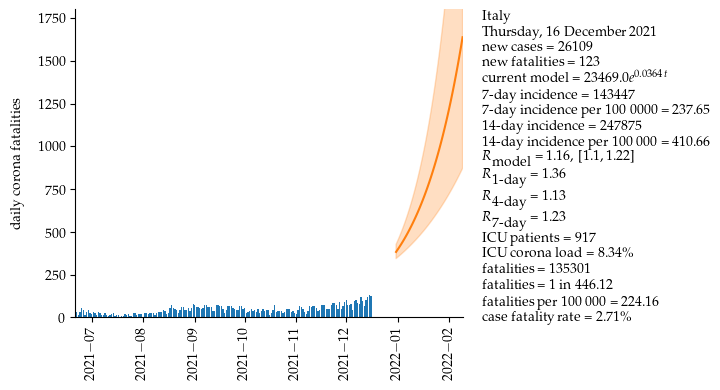 Italy
Thursday, 16 December 2021
new cases = 26109
new fatalities = 123
current model = 23469.0e^{0.0364 t}
7-day incidence = 143447
7-day incidence per 100 0000 = 237.65
14-day incidence = 247875
14-day incidence per 100 000 = 410.66
R_model = 1.16, [1.1, 1.22]
R_1-day = 1.36
R_4-day = 1.13
R_7-day = 1.23
ICU patients = 917
ICU corona load = 8.34%
fatalities = 135301
fatalities = 1 in 446.12
fatalities per 100 000 = 224.16
case fatality rate = 2.71%
daily corona fatalities
1750
1500
1250
1000
750
500
250
0
2021−07
2021−08
2021−09
2021−10
2021−11
2021−12
2022−01
2022−02